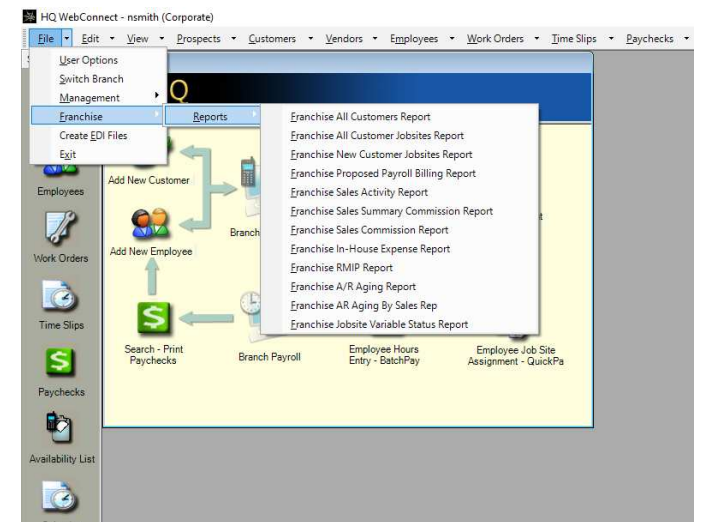 HQ WebConnect - nsmith (Corporate)
File Edit View Prospects Customers Vendors Employees Work Orders Time Slips Paychecks
User Options
Switch Branch
Management
Franchise
Create EDI Files
Exit
Q
Reports
Franchise All Customers Report
Franchise All Customer Jobsites Report
Franchise New Customer Jobsites Report
Franchise Proposed Payroll Billing Report
Franchise Sales Activity Report
Franchise Sales Summary Commission Report
Franchise Sales Commission Report
Franchise In-House Expense Report
Franchise RMIP Report
Franchise A/R Aging Report
Franchise AR Aging By Sales Rep
Franchise Jobsite Variable Status Report
Employees
Work Orders
Time Slips
Paychecks
Availability List
Add New Customer
Branch
Add New Employee
Search - Print
Paychecks
Branch Payroll
Employee Hours
Entry - BatchPay
Employee Job Site
Assignment - QuickPa